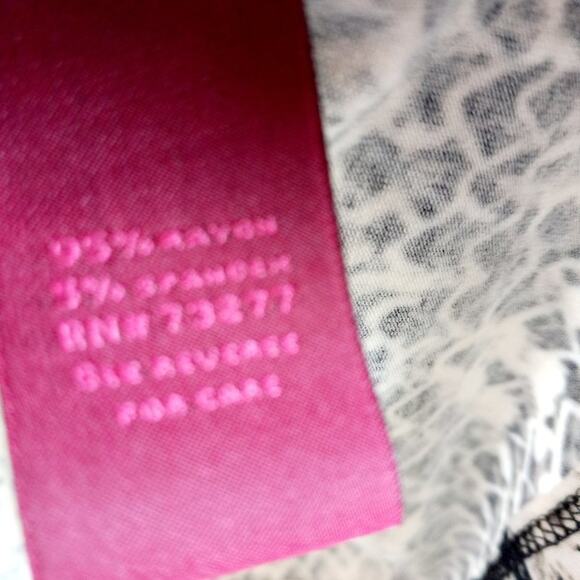 95% RAYON
5% SPANDEX
RN# 73277
SEE REVERSE
FOR CARE